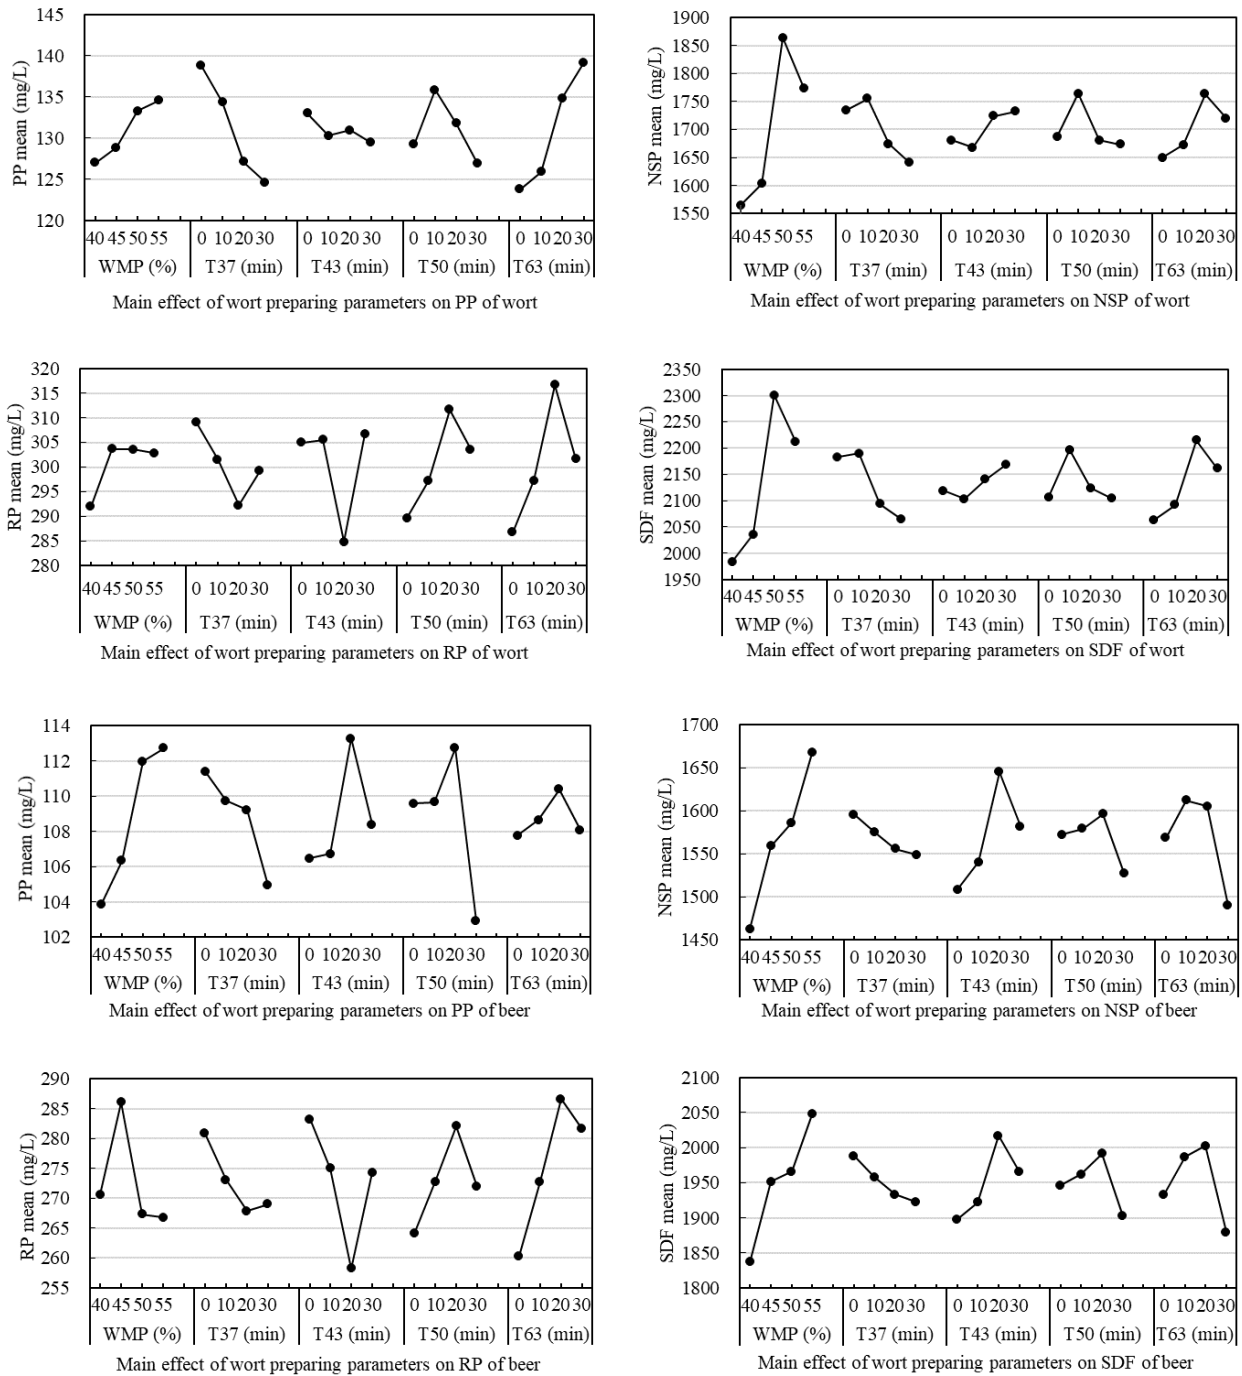 145
140
135
130
125
120
PP mean (mg/L)
40 45 50 55 0 10 20 30 0 10 20 30 0 10 20 30 0 10 20 30
WMP (%) T37 (min) T43 (min) T50 (min) T63 (min)
Main effect of wort preparing parameters on PP of wort
1900
1850
1800
1750
1700
1650
1600
1550
NSP mean (mg/L)
40 45 50 55 0 10 20 30 0 10 20 30 0 10 20 30 0 10 20 30
WMP (%) T37 (min) T43 (min) T50 (min) T63 (min)
Main effect of wort preparing parameters on NSP of wort
320
315
310
305
300
295
290
285
280
RP mean (mg/L)
40 45 50 55 0 10 20 30 0 10 20 30 0 10 20 30 0 10 20 30
WMP (%) T37 (min) T43 (min) T50 (min) T63 (min)
Main effect of wort preparing parameters on RP of wort
2350
2300
2250
2200
2150
2100
2050
2000
1950
SDF mean (mg/L)
40 45 50 55 0 10 20 30 0 10 20 30 0 10 20 30 0 10 20 30
WMP (%) T37 (min) T43 (min) T50 (min) T63 (min)
Main effect of wort preparing parameters on SDF of wort
114
112
110
108
106
104
102
PP mean (mg/L)
40 45 50 55 0 10 20 30 0 10 20 30 0 10 20 30 0 10 20 30
WMP (%) T37 (min) T43 (min) T50 (min) T63 (min)
Main effect of wort preparing parameters on PP of beer
1700
1650
1600
1550
1500
1450
NSP mean (mg/L)
40 45 50 55 0 10 20 30 0 10 20 30 0 10 20 30 0 10 20 30
WMP (%) T37 (min) T43 (min) T50 (min) T63 (min)
Main effect of wort preparing parameters on NSP of beer
290
285
280
275
270
265
260
255
RP mean (mg/L)
40 45 50 55 0 10 20 30 0 10 20 30 0 10 20 30 0 10 20 30
WMP (%) T37 (min) T43 (min) T50 (min) T63 (min)
Main effect of wort preparing parameters on RP of beer
2100
2050
2000
1950
1900
1850
1800
SDF mean (mg/L)
40 45 50 55 0 10 20 30 0 10 20 30 0 10 20 30 0 10 20 30
WMP (%) T37 (min) T43 (min) T50 (min) T63 (min)
Main effect of wort preparing parameters on SDF of beer